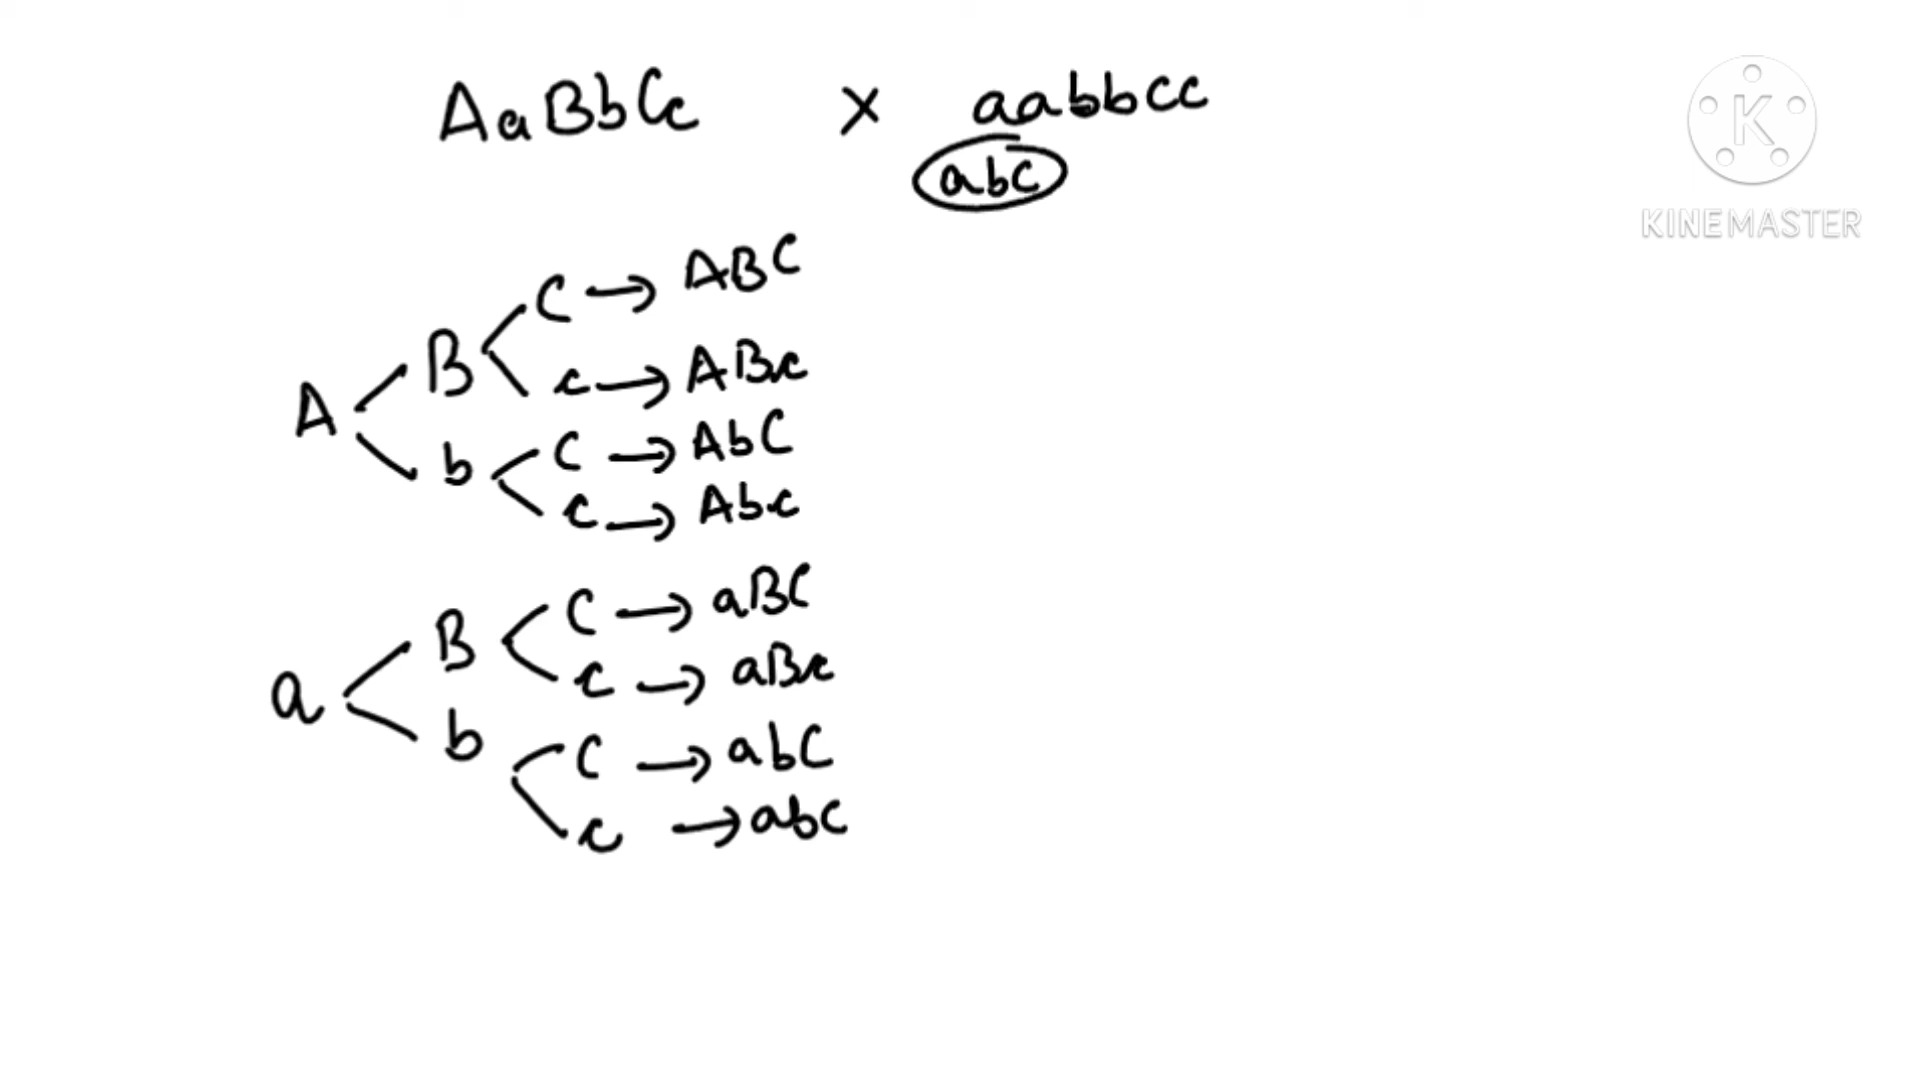 AaBbCc x aabbcc
abc
K
KINEMASTER
C → ABC
B
c → ABc
A
C → AbC
b
c → Abc
C → aBC
B
c → aBc
a
b
C → abC
c → abc